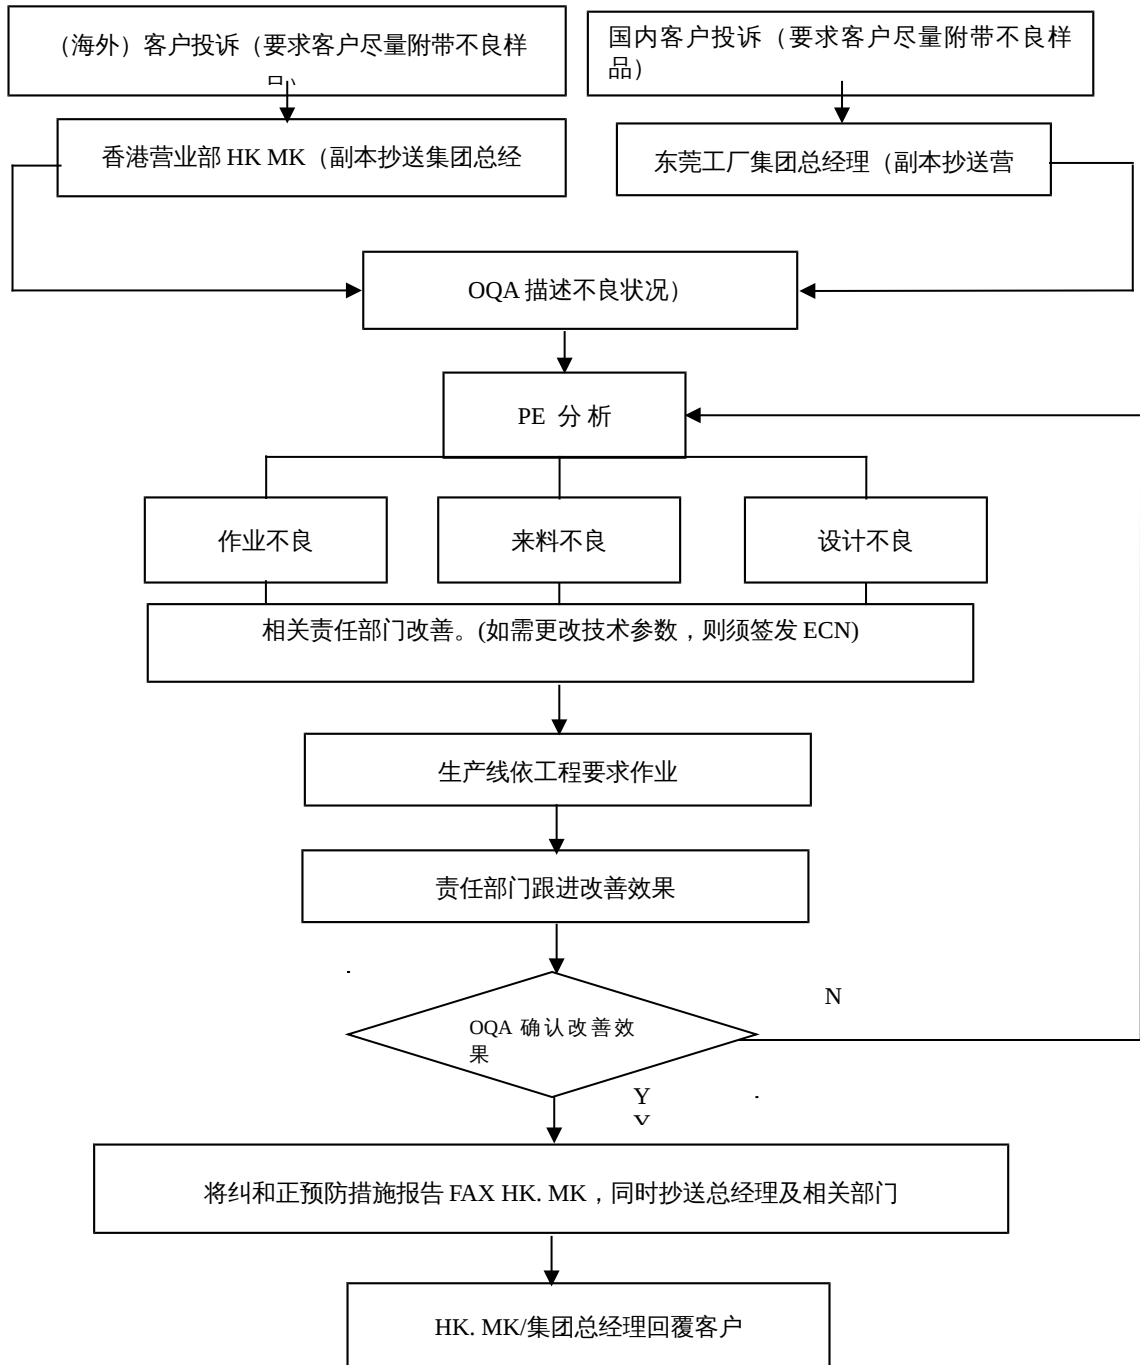 （海外）客户投诉（要求客户尽量附带不良样
国内客户投诉（要求客户尽量附带不良样
品）
香港营业部 HK MK（副本抄送集团总经
东莞工厂集团总经理（副本抄送营
OQA 描述不良状况）
PE 分 析
作业不良
来料不良
设计不良
相关责任部门改善。(如需更改技术参数，则须签发 ECN)
生产线依工程要求作业
责任部门跟进改善效果
N
OQA 确认改善效
果
Y
将纠和正预防措施报告 FAX HK. MK，同时抄送总经理及相关部门
HK. MK/集团总经理回覆客户